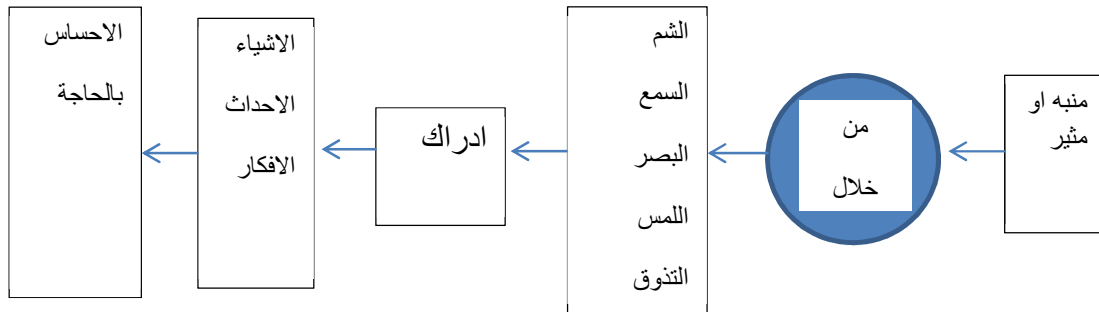 منبه او
مثير
من
خلال
الشم
السمع
البصر
اللمس
التذوق
ادراك
الاشياء
الاحداث
الافكار
الاحساس
بالحاجة